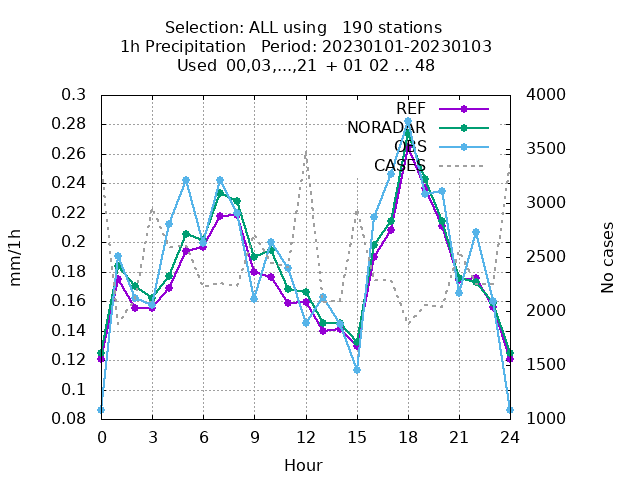 Selection: ALL using   190 stations
1h Precipitation   Period: 20230101-20230103
Used  00,03,...,21  + 01 02 ... 48
REF
NORADAR
OBS
CASES
0.3
0.28
0.26
0.24
0.22
0.2
0.18
0.16
0.14
0.12
0.1
0.08
4000
3500
3000
2500
2000
1500
1000
mm/1h
No cases
0 3 6 9 12 15 18 21 24
Hour